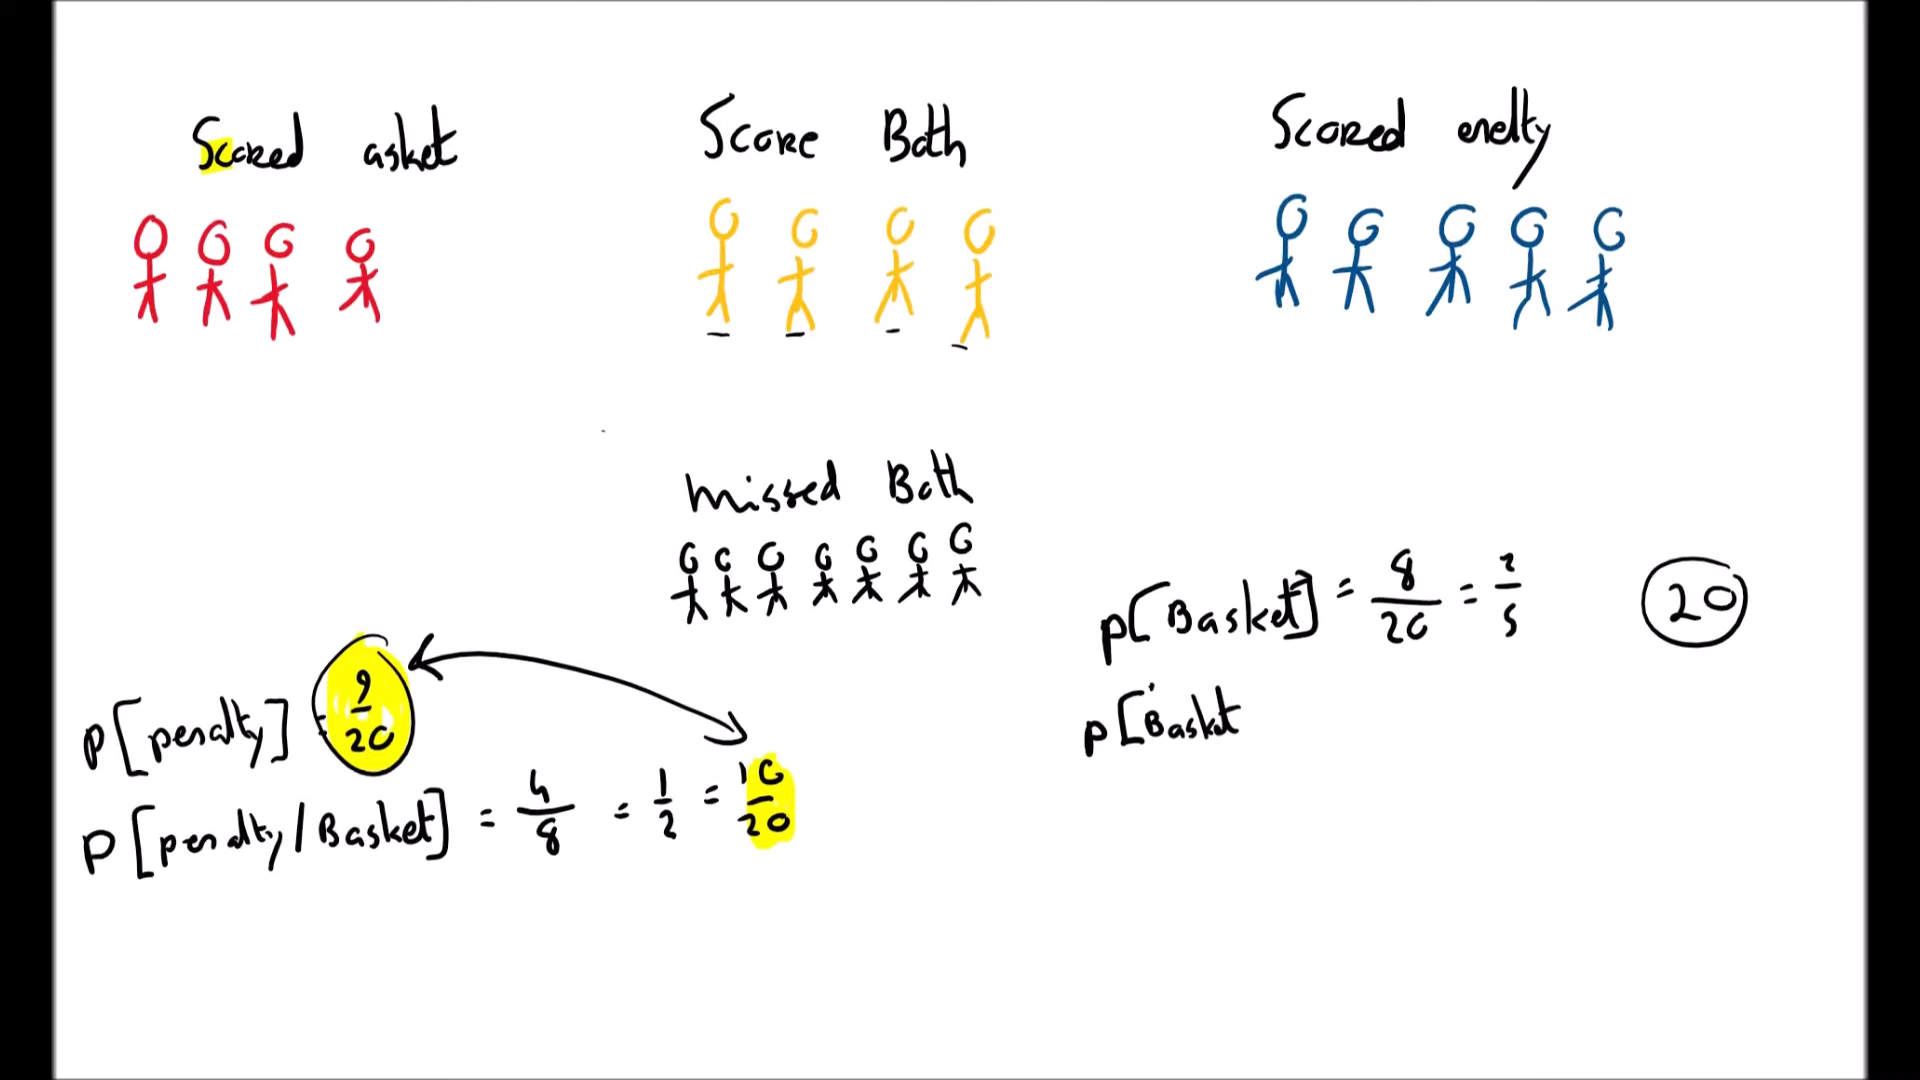 Scored asket
Score Both
Scored enelty
missed Both
P[Basket] = 8/20 = 2/5
20
P[penalty] = 9/20
P[Basket
P[penalty/Basket] = 4/8 = 1/2 = 10/20